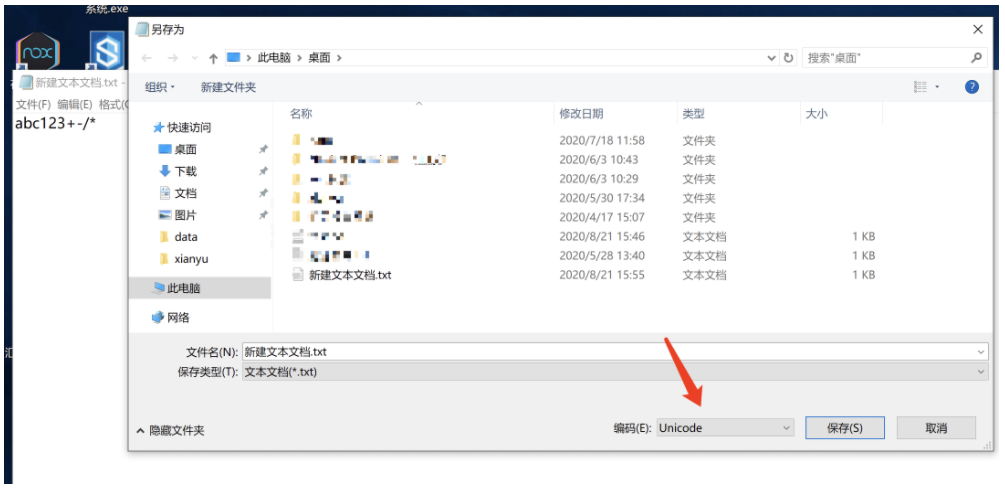 系统.exe
nox
新建文本文档.txt -
文件(F) 编辑(E) 格式(
abc123+-/*
另存为
此电脑 › 桌面 ›
搜索"桌面"
组织
新建文件夹
名称 修改日期 类型 大小
快速访问
桌面
下载
文档
图片
data
xianyu
此电脑
网络
2020/7/18 11:58 文件夹
2020/6/3 10:43 文件夹
2020/6/3 10:29 文件夹
2020/5/30 17:34 文件夹
2020/4/17 15:07 文件夹
2020/8/21 15:46 文本文档 1 KB
2020/5/28 13:40 文本文档 1 KB
新建文本文档.txt 2020/8/21 15:55 文本文档 1 KB
文件名(N): 新建文本文档.txt
保存类型(T): 文本文档(*.txt)
隐藏文件夹
编码(E): Unicode
保存(S)
取消